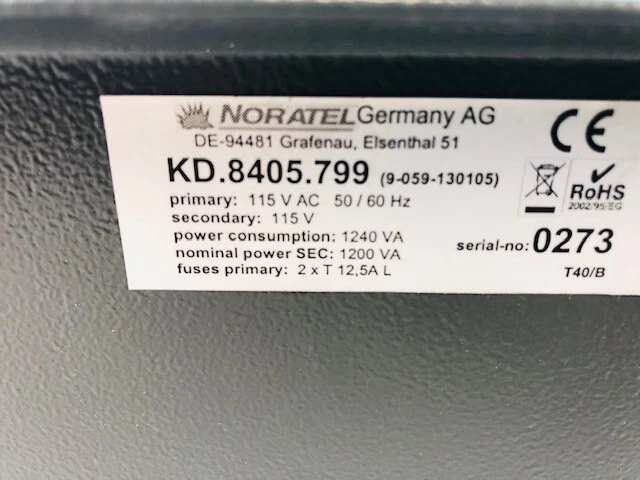 NORATEL Germany AG
DE-94481 Grafenau, Elsenthal 51
KD.8405.799 (9-059-130105)
primary: 115 V AC 50 / 60 Hz
secondary: 115 V
power consumption: 1240 VA
nominal power SEC: 1200 VA
fuses primary: 2 x T 12,5A L
CE
RoHS
2002/95/EG
serial-no: 0273
T40/B